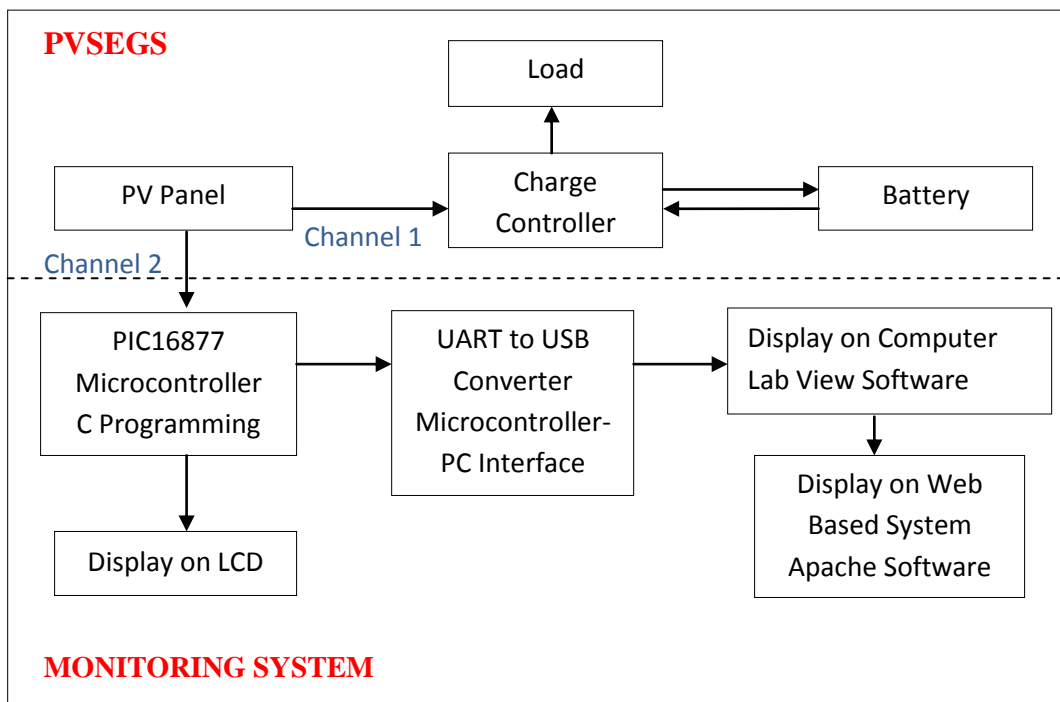 PVSEGS
Load
PV Panel
Charge
Controller
Battery
Channel 1
Channel 2
PIC16877
Microcontroller
C Programming
UART to USB
Converter
Microcontroller-
PC Interface
Display on Computer
Lab View Software
Display on LCD
Display on Web
Based System
Apache Software
MONITORING SYSTEM